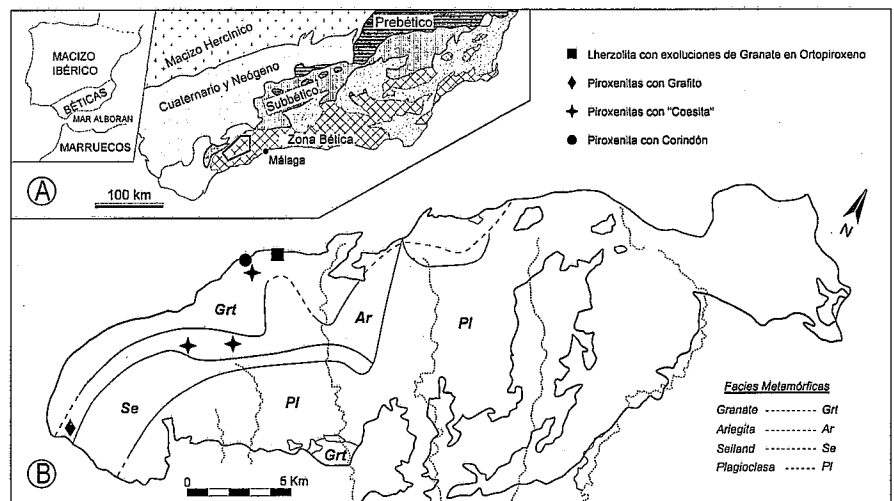 MACIZO
IBÉRICO
BÉTICAS
MAR ALBORAN
MARRUECOS
A
100 km
Macizo Hercínico
Cuaternario y Neógeno
Prebético
Subbético
Zona Bética
Málaga
Lherzolita con exoluciones de Granate en Ortopiroxeno
Piroxenitas con Grafito
Piroxenitas con "Coesita"
Piroxenita con Corindón
N
Grt
Ar
Pl
Se
Pl
Grt
B
0 5 Km
Facies Metamórficas
Granate ------ Grt
Ariegita ------ Ar
Seiland ------ Se
Plagioclasa ------ Pl